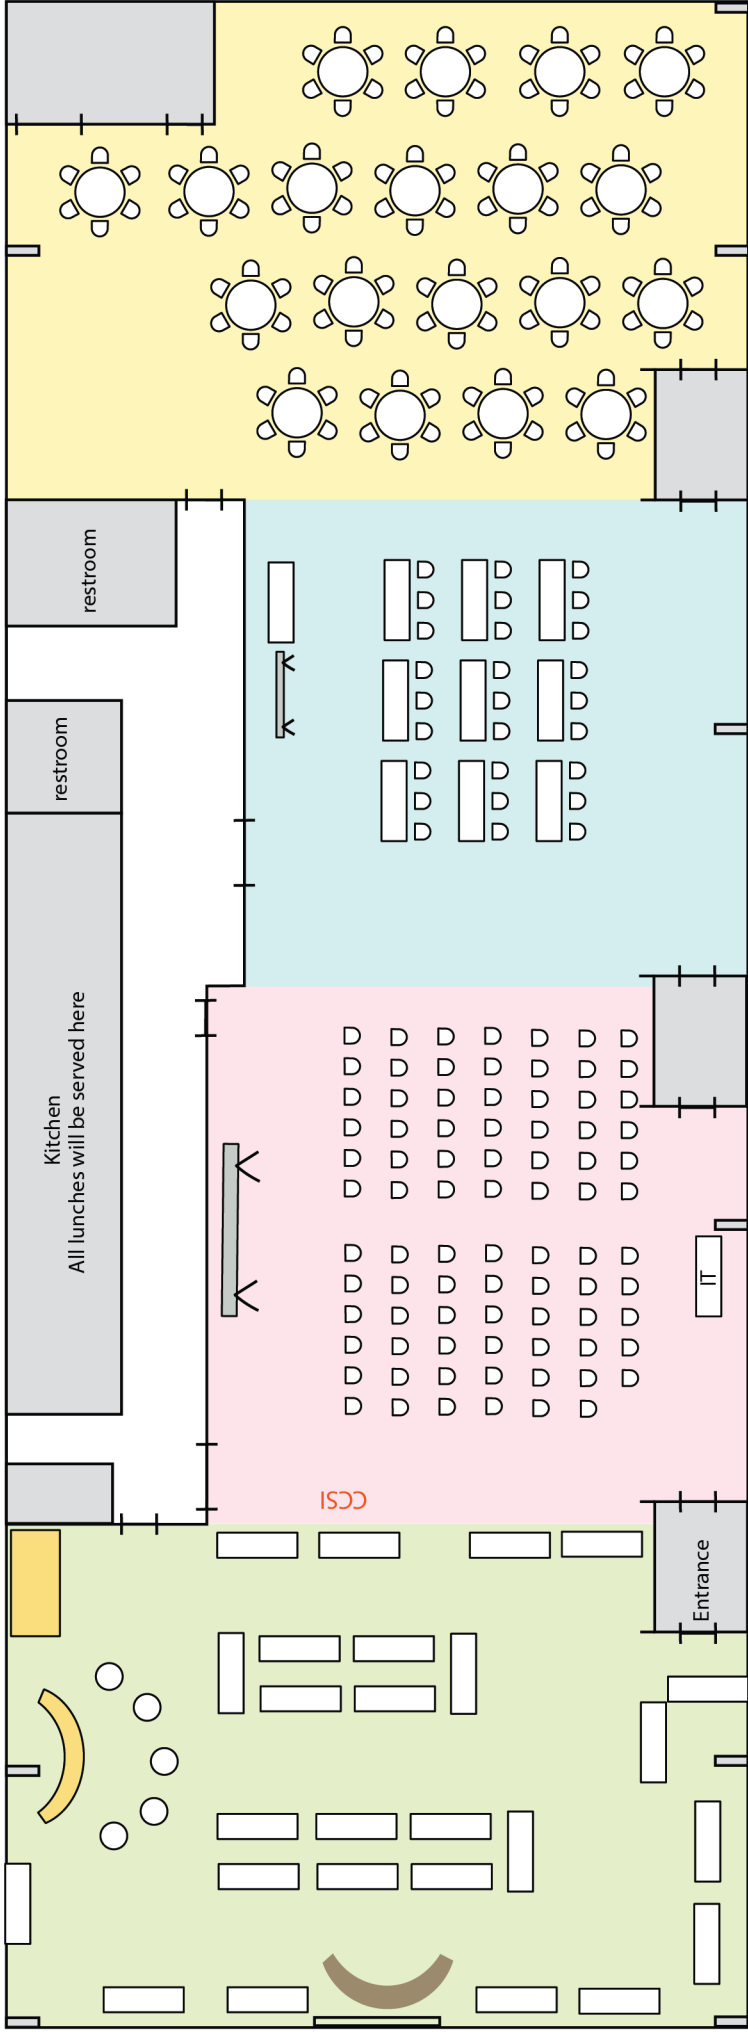 restroom
restroom
Kitchen
All lunches will be served here
IT
CCSI
Entrance